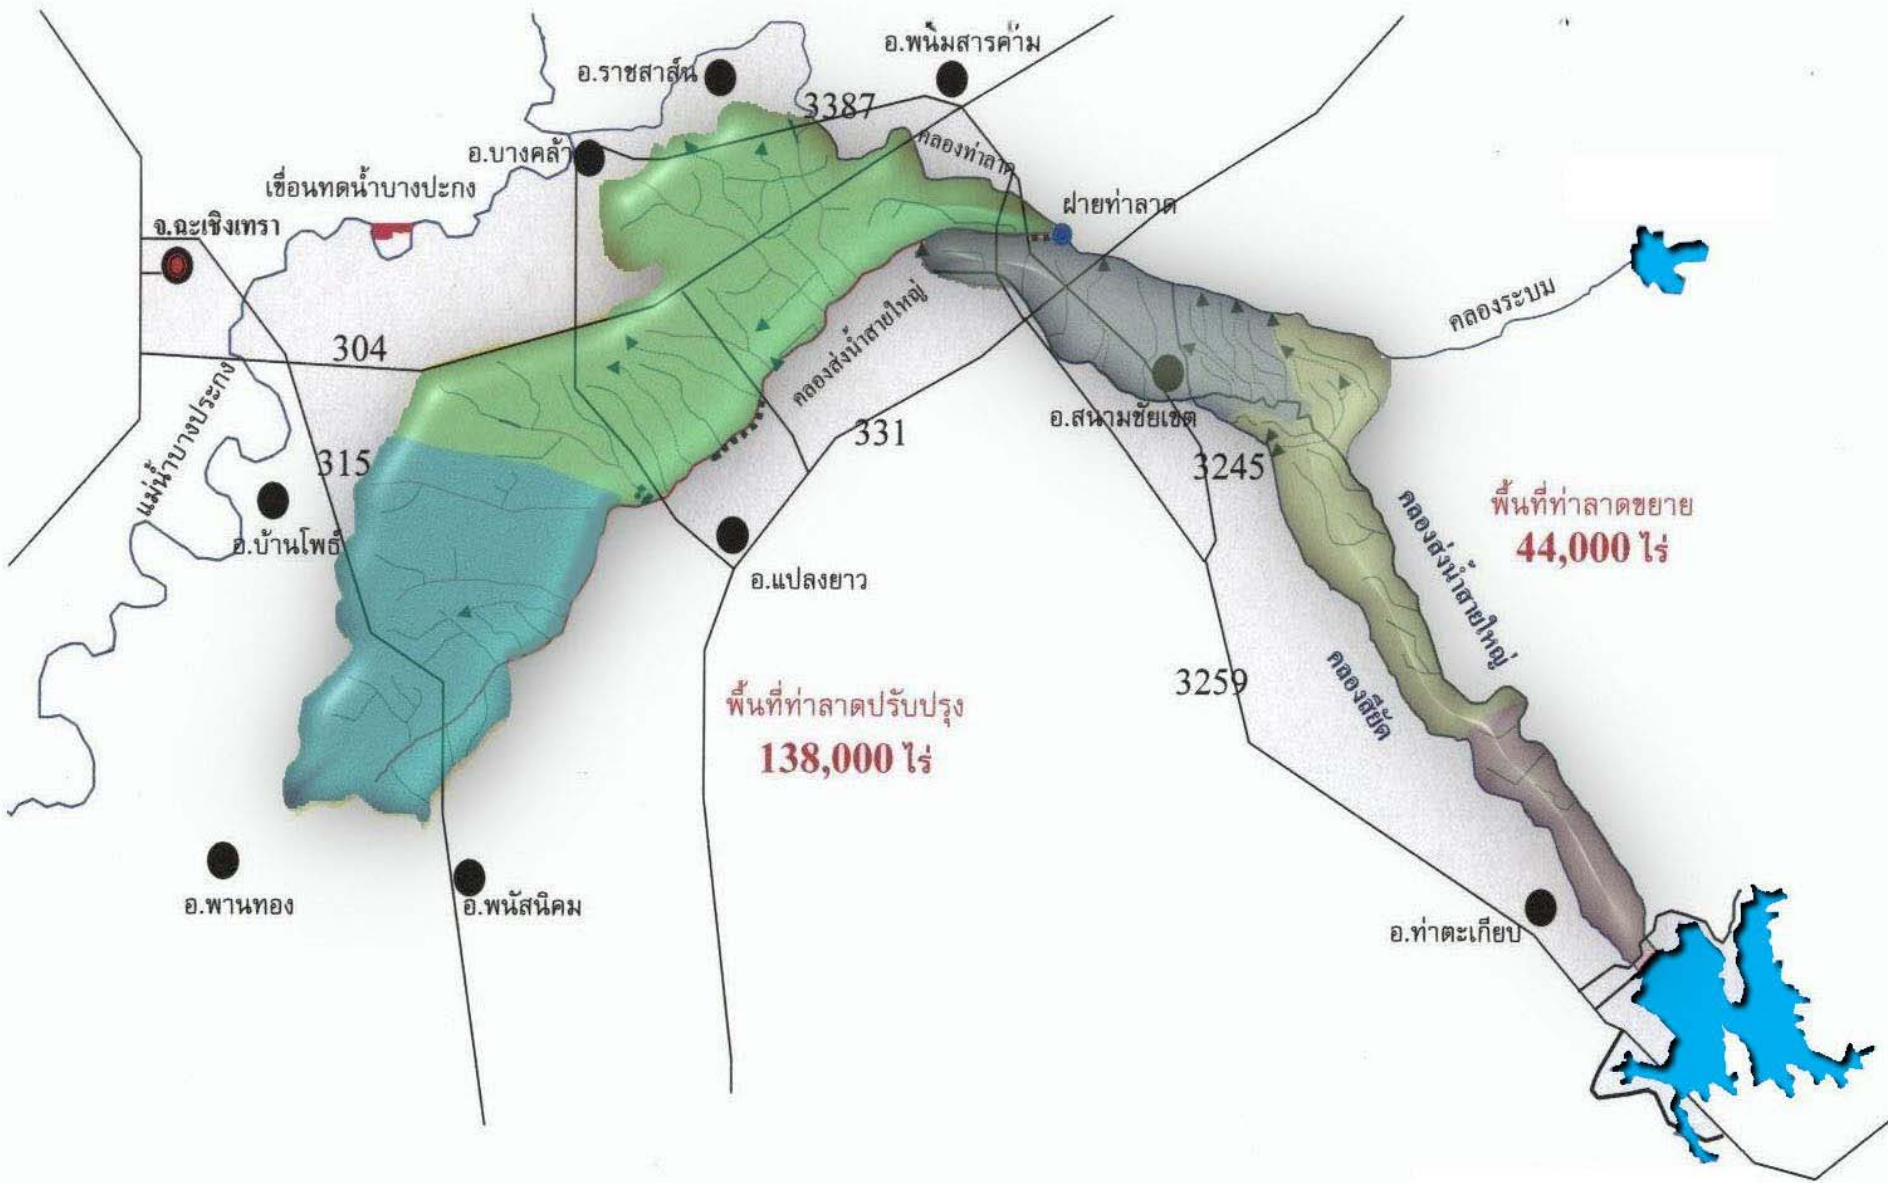 อ.พนมสารคาม
อ.ราชสาส์น
3387
อ.บางคล้า
คลองท่าลาด
เขื่อนทดน้ำบางปะกง
ฝายท่าลาด
จ.ฉะเชิงเทรา
คลองระบม
คลองส่งน้ำสายใหญ่
304
แม่น้ำบางประกง
331
อ.สนามชัยเขต
3245
315
พื้นที่ท่าลาดขยาย
44,000 ไร่
อ.บ้านโพธิ์
คลองส่งน้ำสายใหญ่
อ.แปลงยาว
3259
คลองสียัด
พื้นที่ท่าลาดปรับปรุง
138,000 ไร่
อ.พานทอง
อ.พนัสนิคม
อ.ท่าตะเกียบ